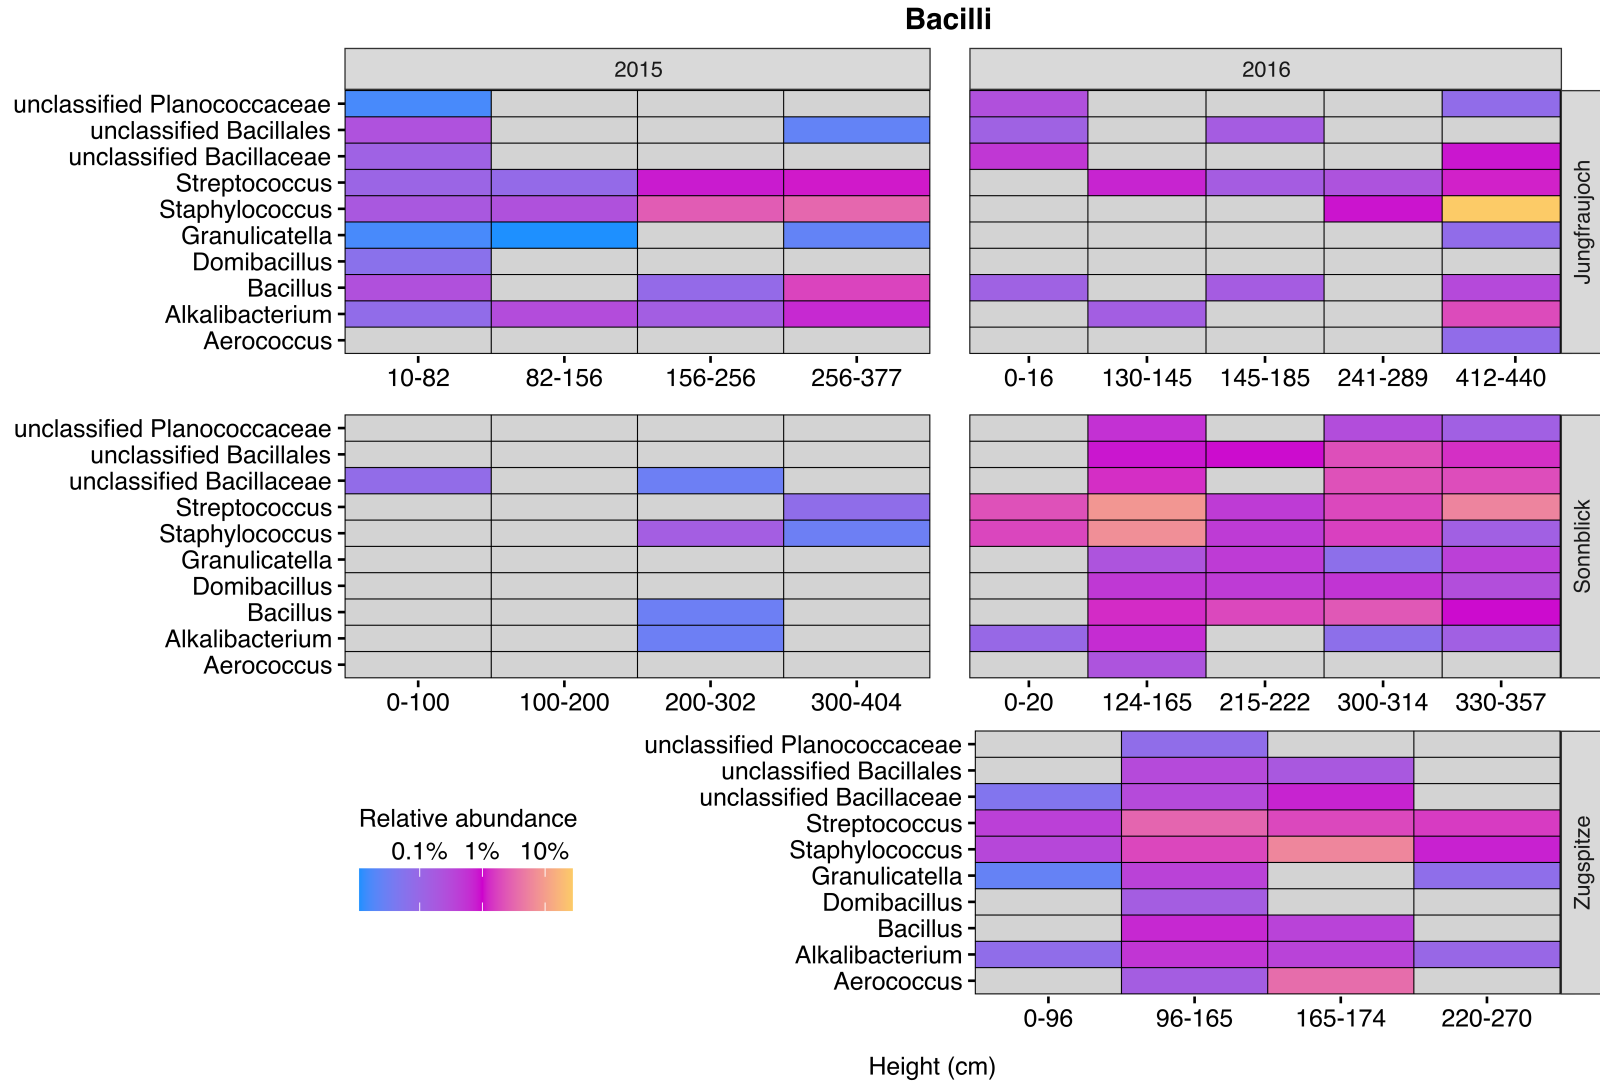 Bacilli
2015
2016
unclassified Planococcaceae
unclassified Bacillales
unclassified Bacillaceae
Streptococcus
Staphylococcus
Granulicatella
Domibacillus
Bacillus
Alkalibacterium
Aerococcus
Jungfraujoch
10-82 82-156 156-256 256-377
0-16 130-145 145-185 241-289 412-440
unclassified Planococcaceae
unclassified Bacillales
unclassified Bacillaceae
Streptococcus
Staphylococcus
Granulicatella
Domibacillus
Bacillus
Alkalibacterium
Aerococcus
Sonnblick
0-100 100-200 200-302 300-404
0-20 124-165 215-222 300-314 330-357
unclassified Planococcaceae
unclassified Bacillales
unclassified Bacillaceae
Streptococcus
Staphylococcus
Granulicatella
Domibacillus
Bacillus
Alkalibacterium
Aerococcus
Zugspitze
Relative abundance
0.1% 1% 10%
0-96 96-165 165-174 220-270
Height (cm)